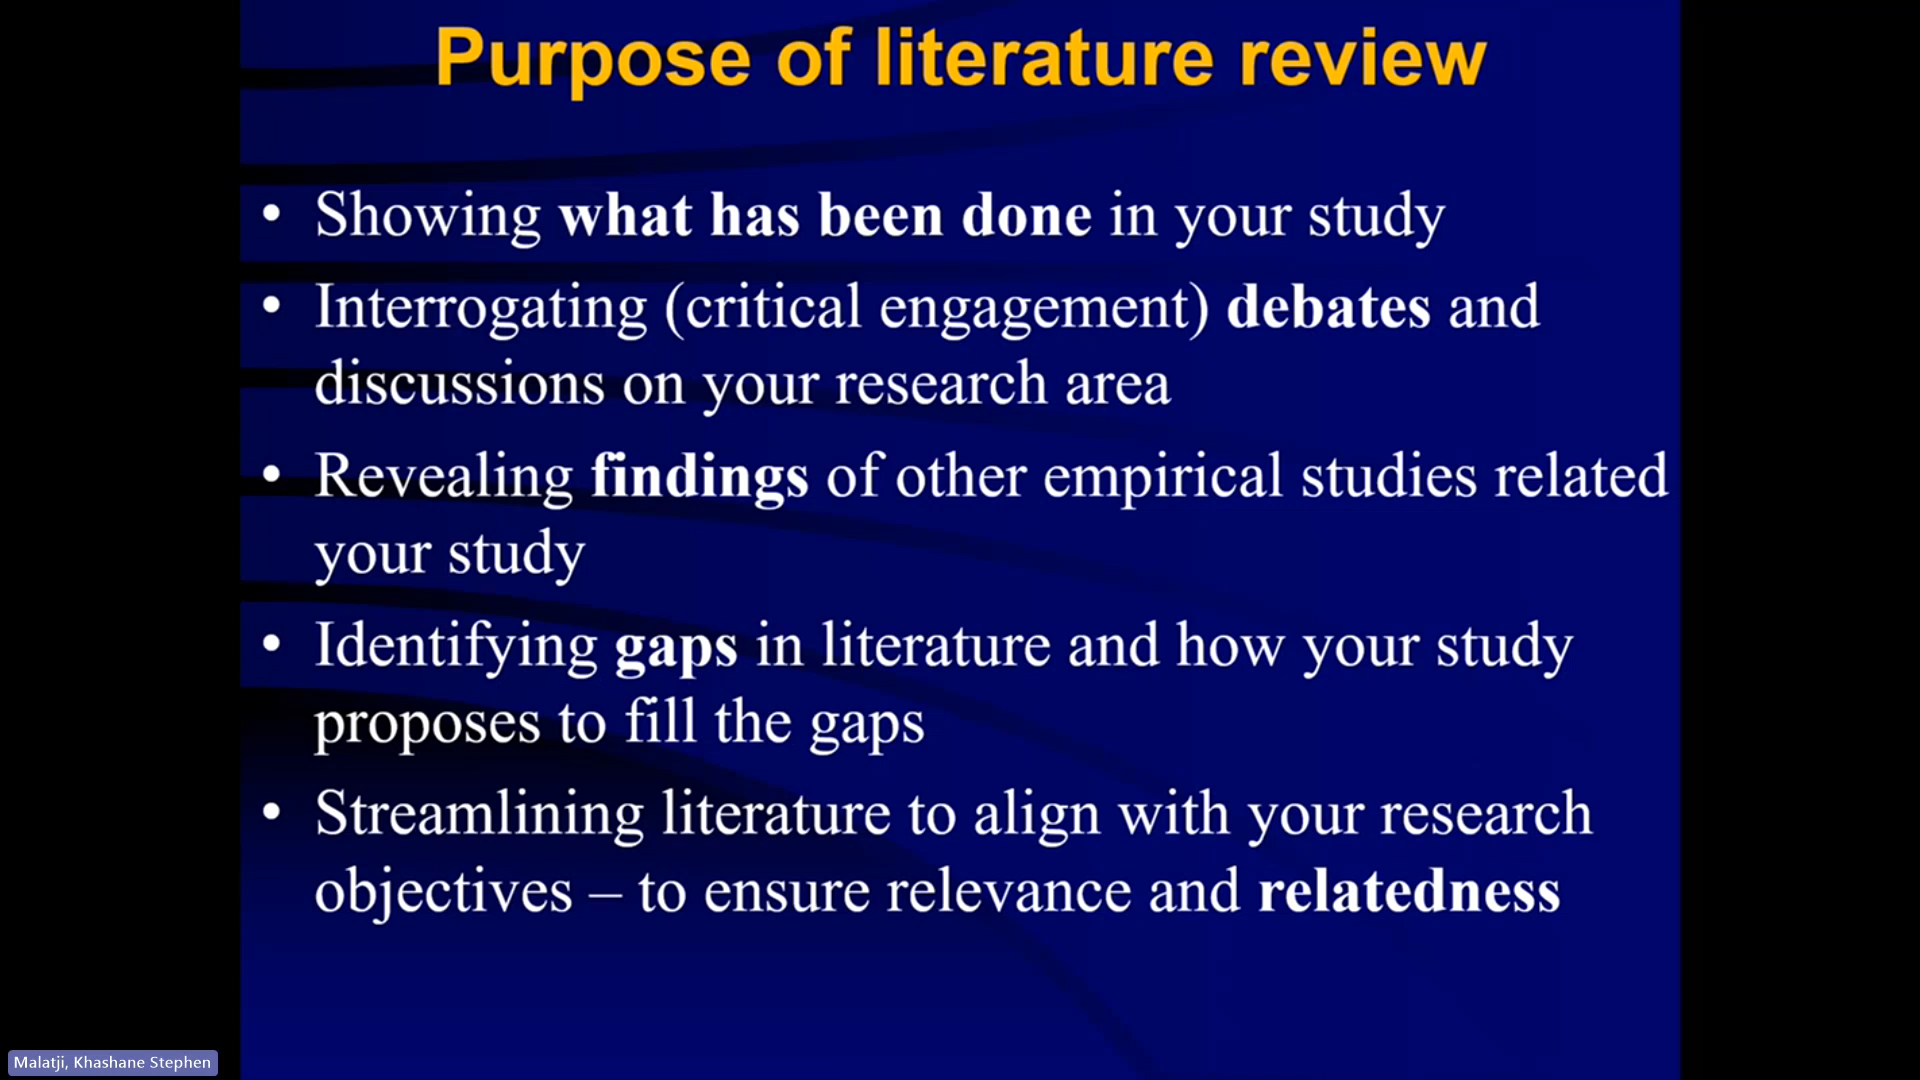 Purpose of literature review
• Showing what has been done in your study
• Interrogating (critical engagement) debates and
discussions on your research area
• Revealing findings of other empirical studies related
your study
• Identifying gaps in literature and how your study
proposes to fill the gaps
• Streamlining literature to align with your research
objectives – to ensure relevance and relatedness
Malatji, Khashane Stephen